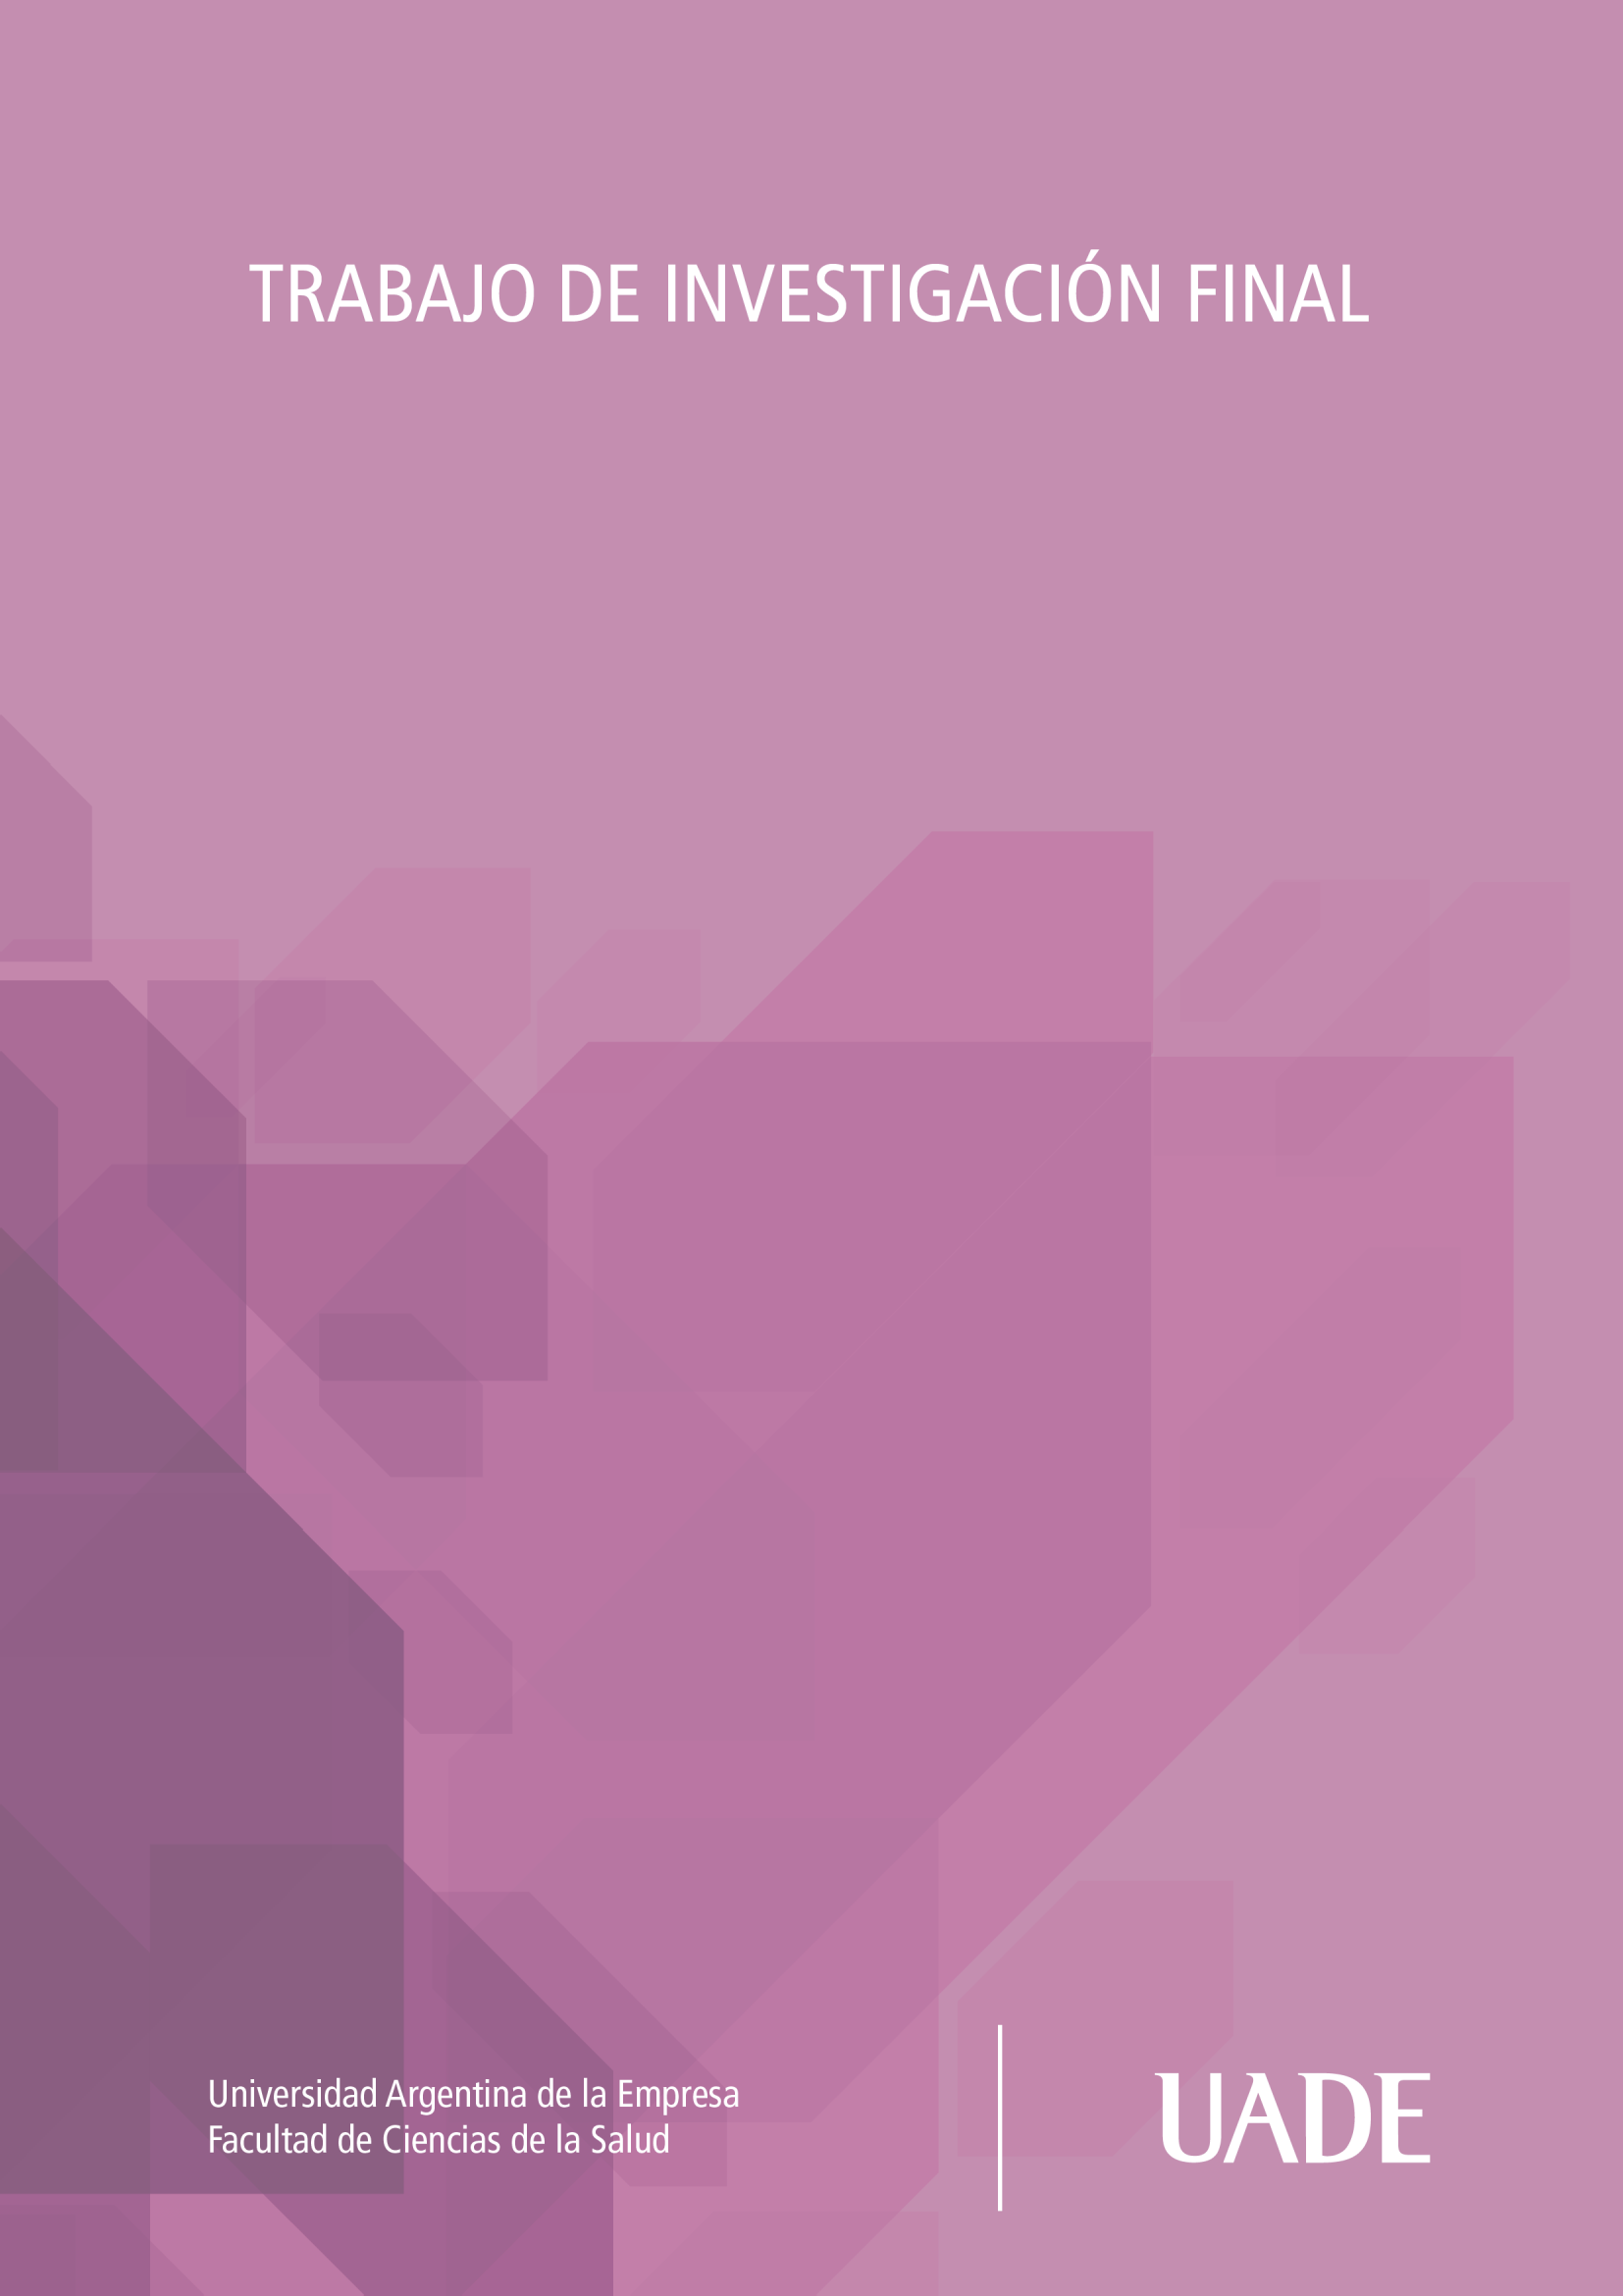 TRABAJO DE INVESTIGACIÓN FINAL
Universidad Argentina de la Empresa
Facultad de Ciencias de la Salud
UADE